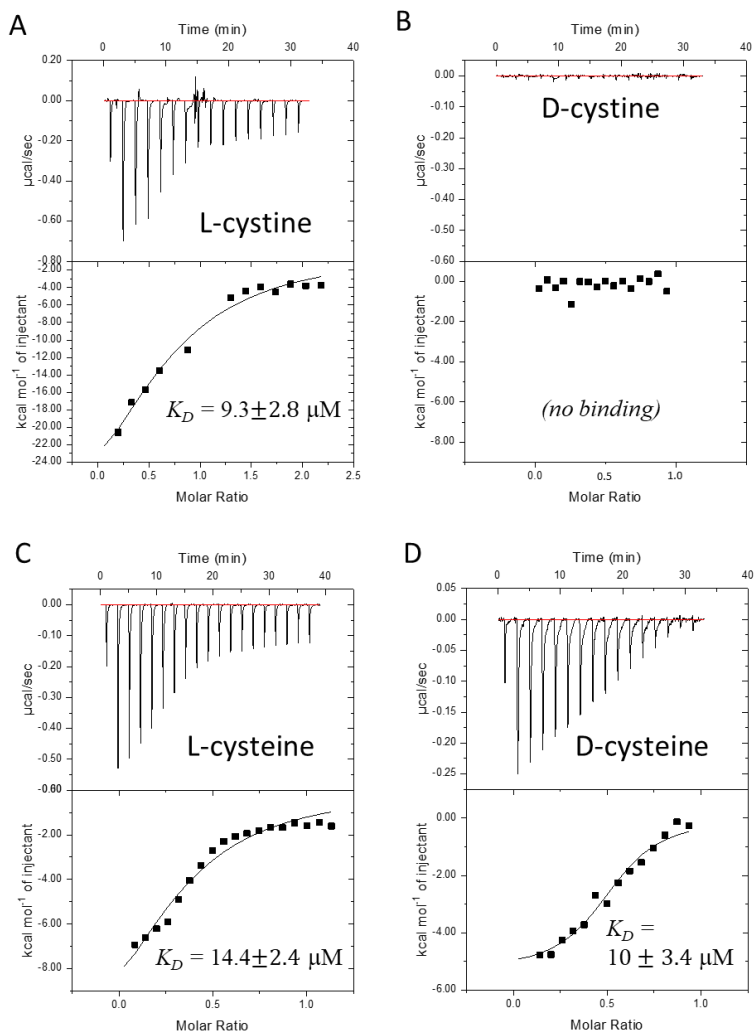 A
Time (min)
0 5 10 15 20 25 30 35 40
0.20
0.00
-0.20
-0.40
-0.60
-0.80
µcal/sec
L-cystine
-2.00
-4.00
-6.00
-8.00
-10.00
-12.00
-14.00
-16.00
-18.00
-20.00
-22.00
-24.00
kcal mol⁻¹ of injectant
K_D = 9.3±2.8 µM
0.0 0.5 1.0 1.5 2.0 2.5
Molar Ratio
B
Time (min)
0 10 20 30 40
0.00
-0.10
-0.20
-0.30
-0.40
-0.50
-0.60
µcal/sec
D-cystine
0.00
-2.00
-4.00
-6.00
-8.00
kcal mol⁻¹ of injectant
(no binding)
0.0 0.5 1.0
Molar Ratio
C
Time (min)
0 10 20 30 40
0.00
-0.10
-0.20
-0.30
-0.40
-0.50
µcal/sec
L-cysteine
-2.00
-4.00
-6.00
-8.00
kcal mol⁻¹ of injectant
K_D = 14.4±2.4 µM
0.0 0.5 1.0
Molar Ratio
D
Time (min)
0 10 20 30 40
0.05
0.00
-0.05
-0.10
-0.15
-0.20
-0.25
µcal/sec
D-cysteine
0.00
-2.00
-4.00
-6.00
kcal mol⁻¹ of injectant
K_D =
10 ± 3.4 µM
0.0 0.5 1.0
Molar Ratio